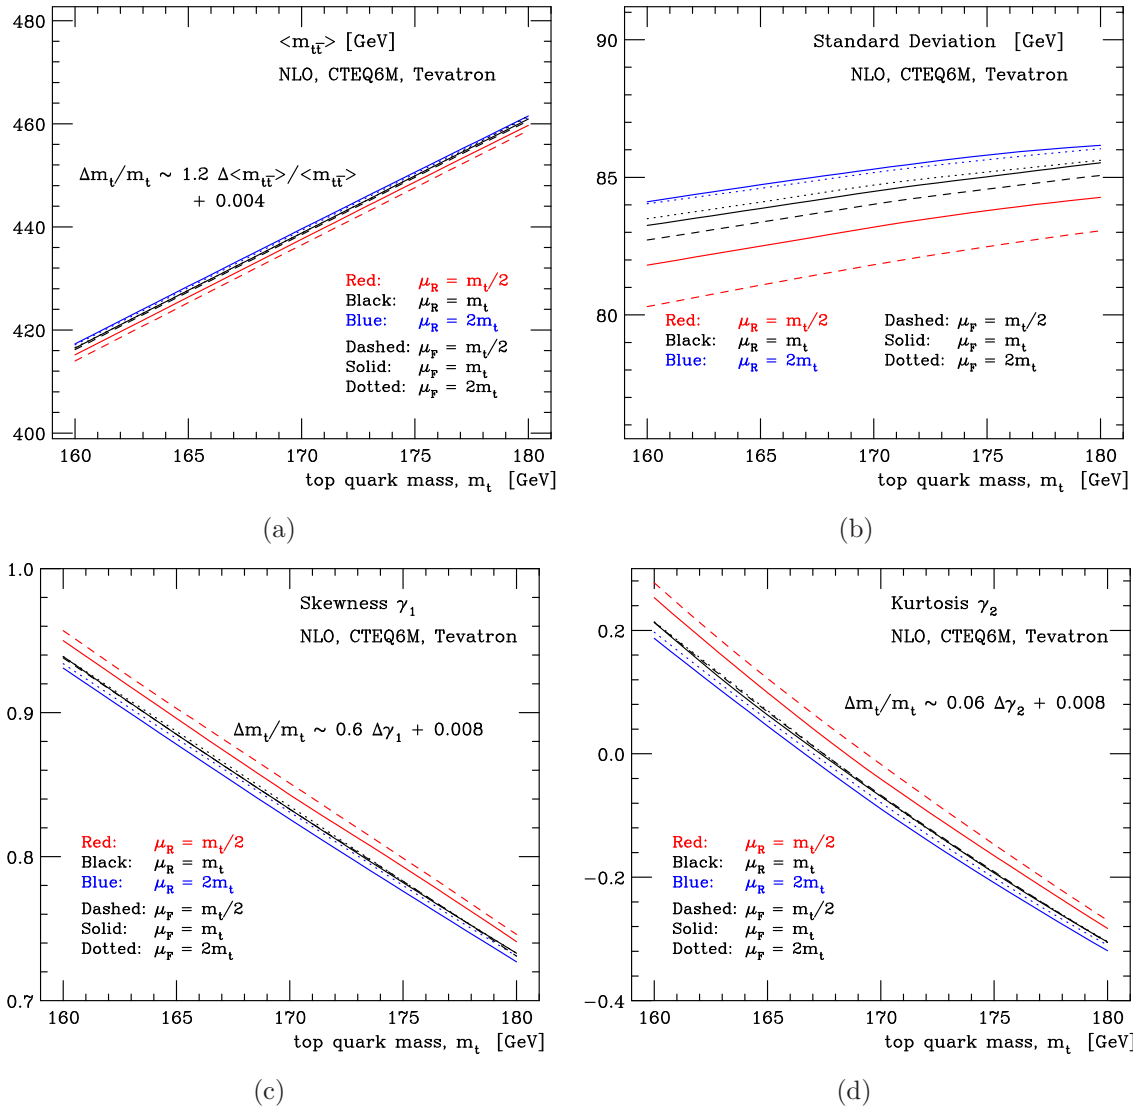 480
460
440
420
400
<m_tt̄> [GeV]
NLO, CTEQ6M, Tevatron
Δm_t/m_t ~ 1.2 Δ<m_tt̄>/<m_tt̄>
+ 0.004
Red: μ_R = m_t/2
Black: μ_R = m_t
Blue: μ_R = 2m_t
Dashed: μ_F = m_t/2
Solid: μ_F = m_t
Dotted: μ_F = 2m_t
160 165 170 175 180
top quark mass, m_t [GeV]
(a)
90
85
80
Standard Deviation [GeV]
NLO, CTEQ6M, Tevatron
Red: μ_R = m_t/2 Dashed: μ_F = m_t/2
Black: μ_R = m_t Solid: μ_F = m_t
Blue: μ_R = 2m_t Dotted: μ_F = 2m_t
160 165 170 175 180
top quark mass, m_t [GeV]
(b)
1.0
0.9
0.8
0.7
Skewness γ_1
NLO, CTEQ6M, Tevatron
Δm_t/m_t ~ 0.6 Δγ_1 + 0.008
Red: μ_R = m_t/2
Black: μ_R = m_t
Blue: μ_R = 2m_t
Dashed: μ_F = m_t/2
Solid: μ_F = m_t
Dotted: μ_F = 2m_t
160 165 170 175 180
top quark mass, m_t [GeV]
(c)
0.2
0.0
−0.2
−0.4
Kurtosis γ_2
NLO, CTEQ6M, Tevatron
Δm_t/m_t ~ 0.06 Δγ_2 + 0.008
Red: μ_R = m_t/2
Black: μ_R = m_t
Blue: μ_R = 2m_t
Dashed: μ_F = m_t/2
Solid: μ_F = m_t
Dotted: μ_F = 2m_t
160 165 170 175 180
top quark mass, m_t [GeV]
(d)